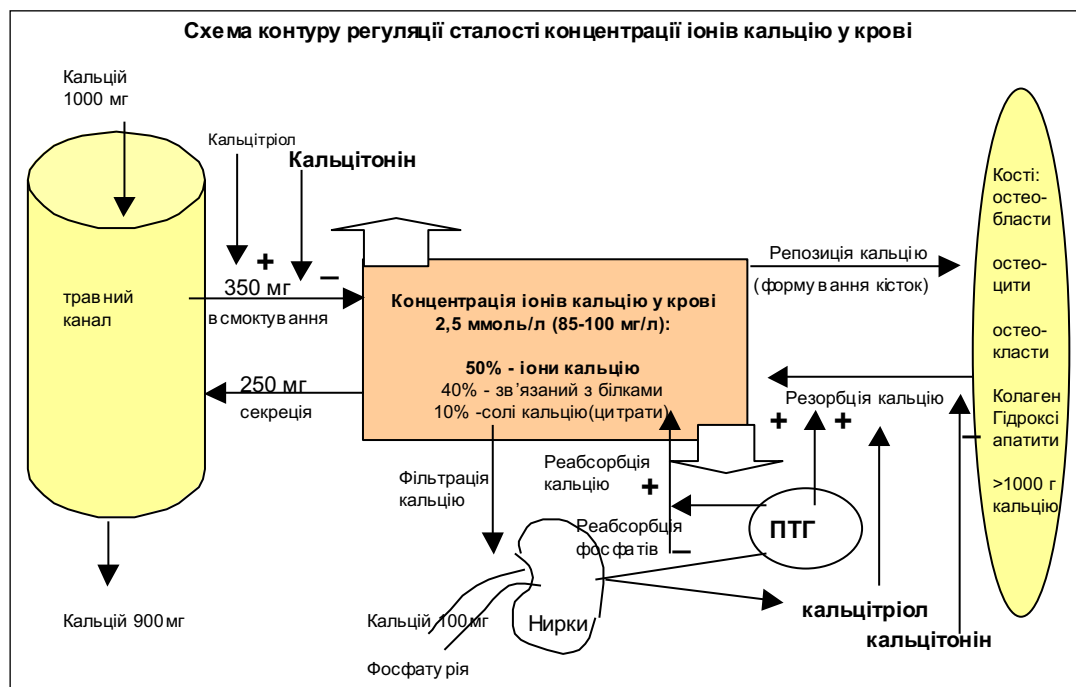 Схема контуру регуляції сталості концентрації іонів кальцію у крові
Кальцій
1000 мг
Кальцітріол
Кальцітонін
+
–
350 мг
всмоктування
травний
канал
250 мг
секреція
Кальцій 900 мг
Концентрація іонів кальцію у крові
2,5 ммоль/л (85-100 мг/л):
50% - іони кальцію
40% - зв’язаний з білками
10% -солі кальцію(цитрати)
Репозиція кальцію
(формування кісток)
Кості:
остео-
бласти
остео-
цити
остео-
класти
Колаген
Гідроксі
апатити
>1000 г
кальцію
Резорбція кальцію
+
+
–
Фільтрація
кальцію
Реабсорбція
кальцію
+
Реабсорбція
фосфатів
–
ПТГ
Нирки
Кальцій 100мг
Фосфатурія
кальцітріол
кальцітонін